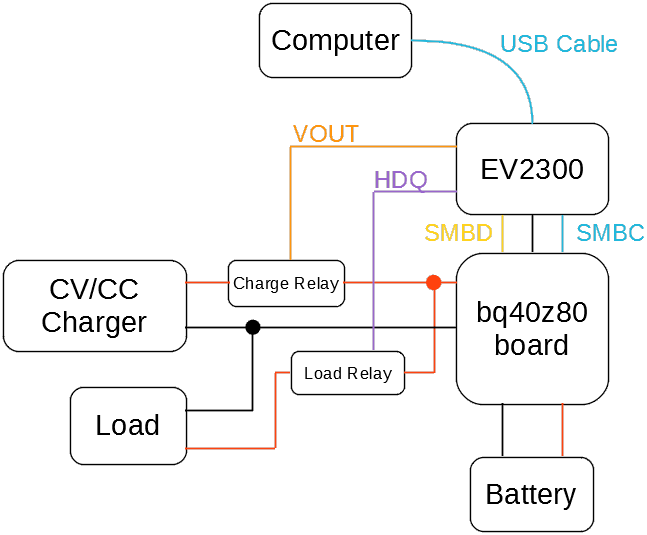 Computer
USB Cable
VOUT
EV2300
HDQ
SMBD
SMBC
CV/CC
Charger
Charge Relay
bq40z80
board
Load Relay
Load
Battery